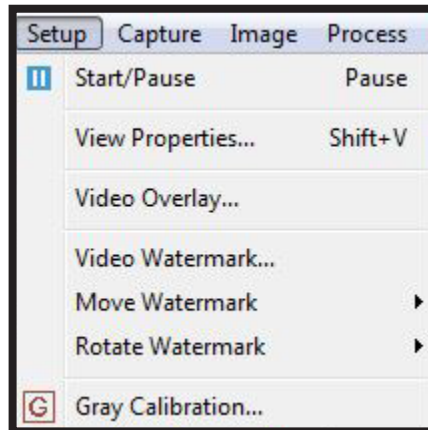 Setup Capture Image Process
Start/Pause Pause
View Properties... Shift+V
Video Overlay...
Video Watermark...
Move Watermark
Rotate Watermark
G Gray Calibration...